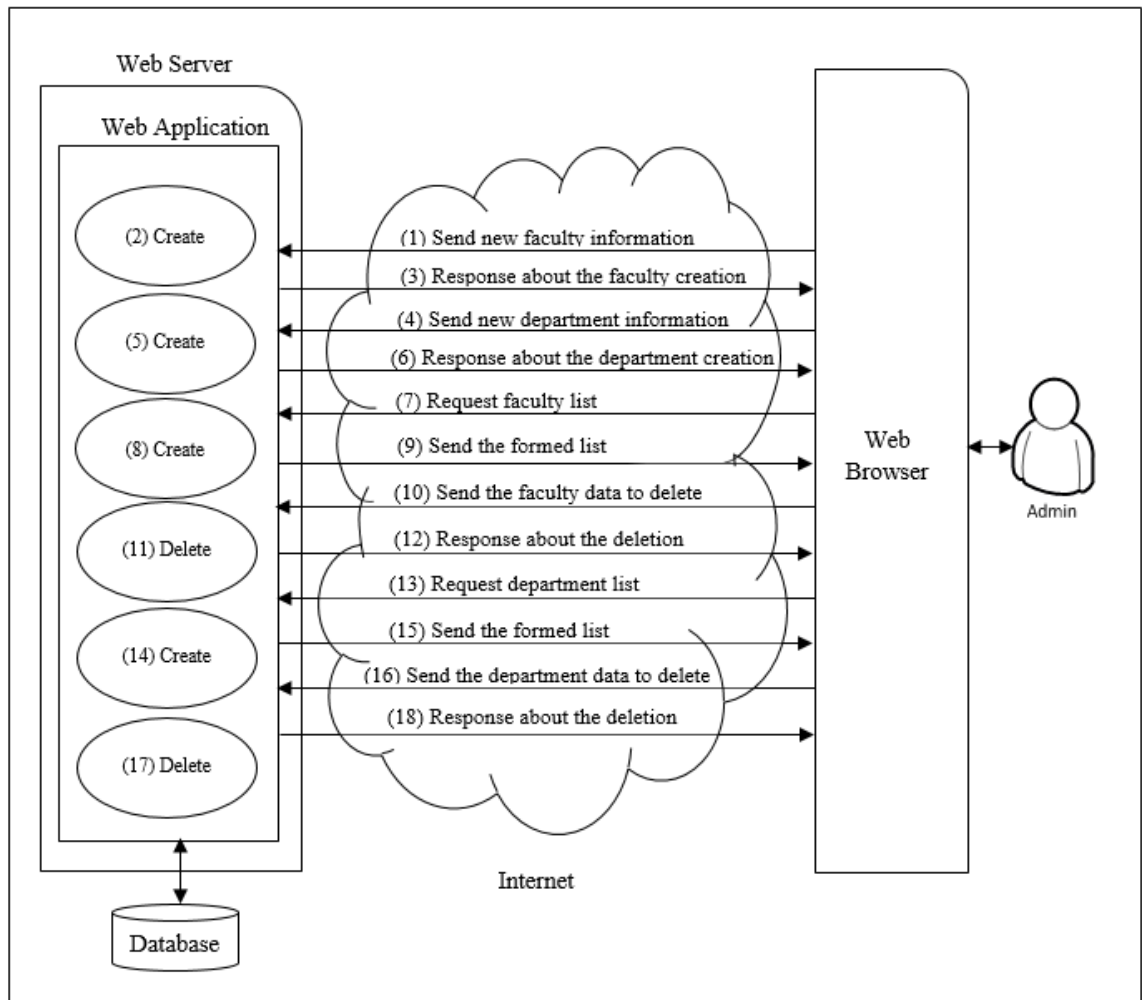 Web Server
Web Application
(2) Create
(5) Create
(8) Create
(11) Delete
(14) Create
(17) Delete
Database
(1) Send new faculty information
(3) Response about the faculty creation
(4) Send new department information
(6) Response about the department creation
(7) Request faculty list
(9) Send the formed list
(10) Send the faculty data to delete
(12) Response about the deletion
(13) Request department list
(15) Send the formed list
(16) Send the department data to delete
(18) Response about the deletion
Internet
Web
Browser
Admin